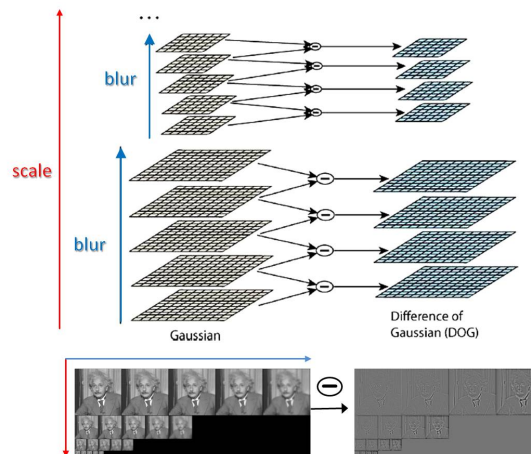 ...
blur
scale
blur
Gaussian
Difference of
Gaussian (DOG)